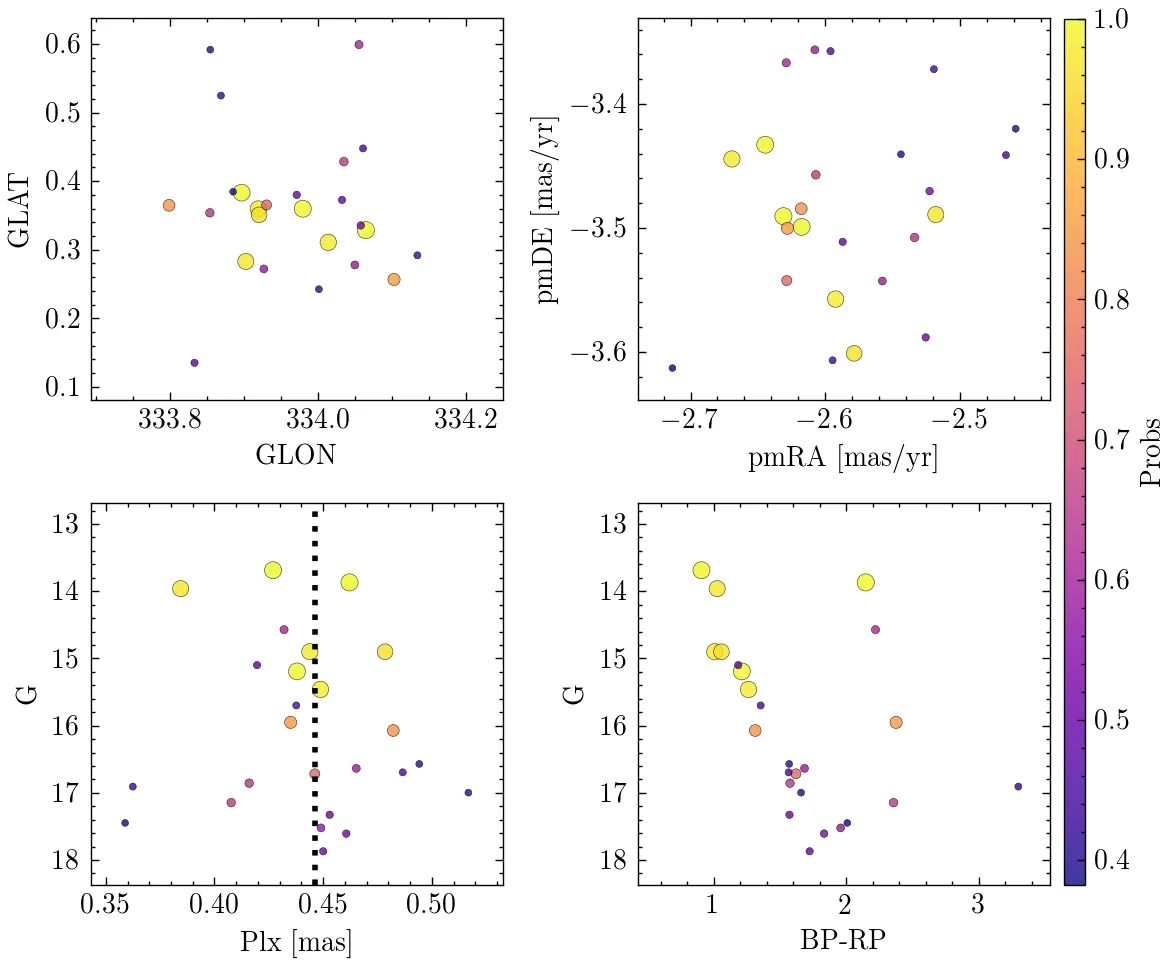 0.6
0.5
0.4
0.3
0.2
0.1
GLAT
333.8 334.0 334.2
GLON
−3.4
−3.5
−3.6
pmDE [mas/yr]
−2.7 −2.6 −2.5
pmRA [mas/yr]
1.0
0.9
0.8
0.7
0.6
0.5
0.4
Probs
13
14
15
16
17
18
G
0.35 0.40 0.45 0.50
Plx [mas]
13
14
15
16
17
18
G
1 2 3
BP-RP